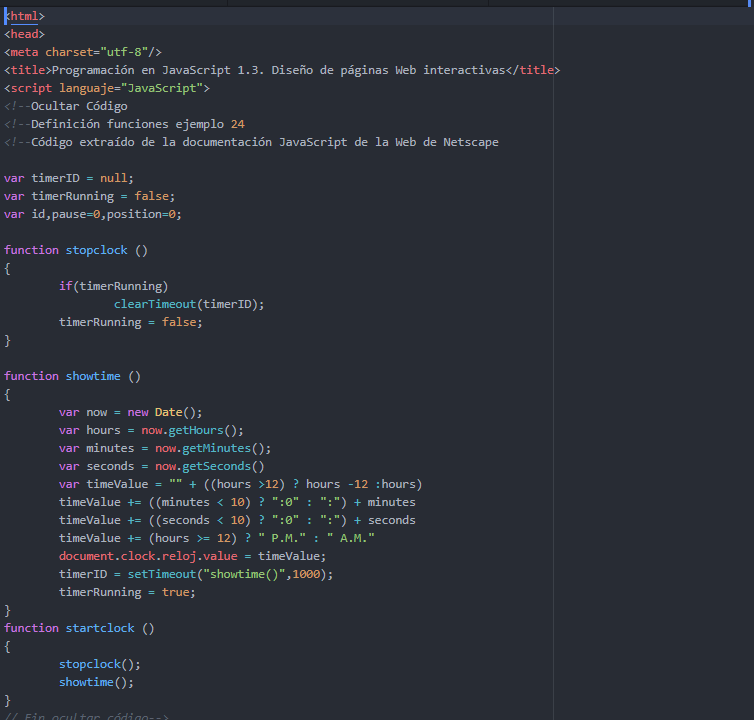 <html>
<head>
<meta charset="utf-8"/>
<title>Programación en JavaScript 1.3. Diseño de páginas Web interactivas</title>
<script languaje="JavaScript">
<!--Ocultar Código
<!--Definición funciones ejemplo 24
<!--Código extraído de la documentación JavaScript de la Web de Netscape
var timerID = null;
var timerRunning = false;
var id,pause=0,position=0;
function stopclock ()
{
if(timerRunning)
clearTimeout(timerID);
timerRunning = false;
}
function showtime ()
{
var now = new Date();
var hours = now.getHours();
var minutes = now.getMinutes();
var seconds = now.getSeconds()
var timeValue = "" + ((hours >12) ? hours -12 :hours)
timeValue += ((minutes < 10) ? ":0" : ":") + minutes
timeValue += ((seconds < 10) ? ":0" : ":") + seconds
timeValue += (hours >= 12) ? " P.M." : " A.M."
document.clock.reloj.value = timeValue;
timerID = setTimeout("showtime()",1000);
timerRunning = true;
}
function startclock ()
{
stopclock();
showtime();
}
// Fin ocultar código-->